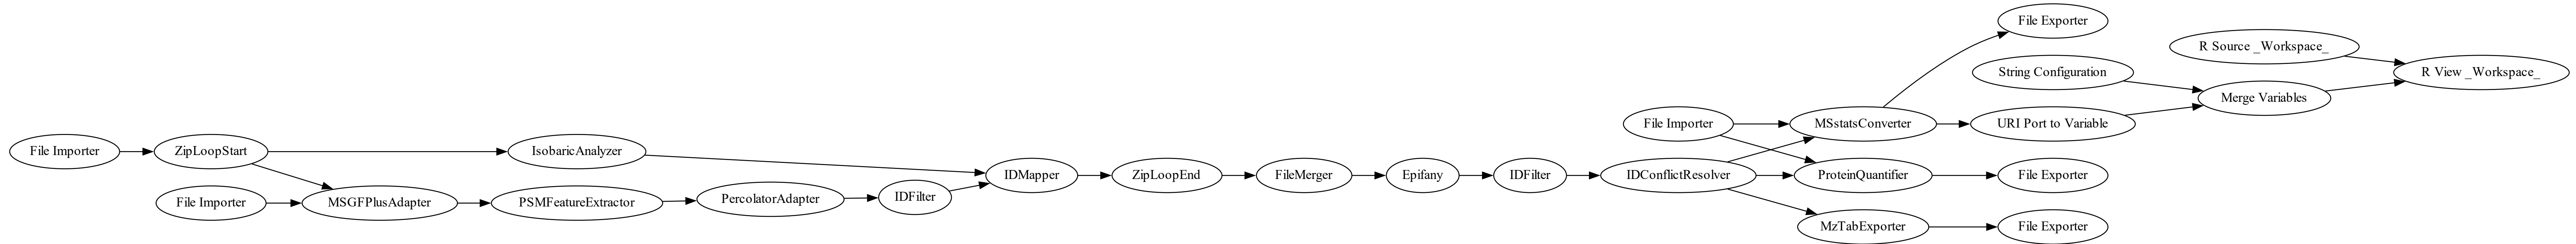 File Importer
ZipLoopStart
File Importer
IsobaricAnalyzer
MSGFPlusAdapter
PSMFeatureExtractor
PercolatorAdapter
IDFilter
IDMapper
ZipLoopEnd
FileMerger
Epifany
IDFilter
IDConflictResolver
File Importer
MSstatsConverter
ProteinQuantifier
MzTabExporter
File Exporter
String Configuration
URI Port to Variable
File Exporter
File Exporter
R Source _Workspace_
Merge Variables
R View _Workspace_